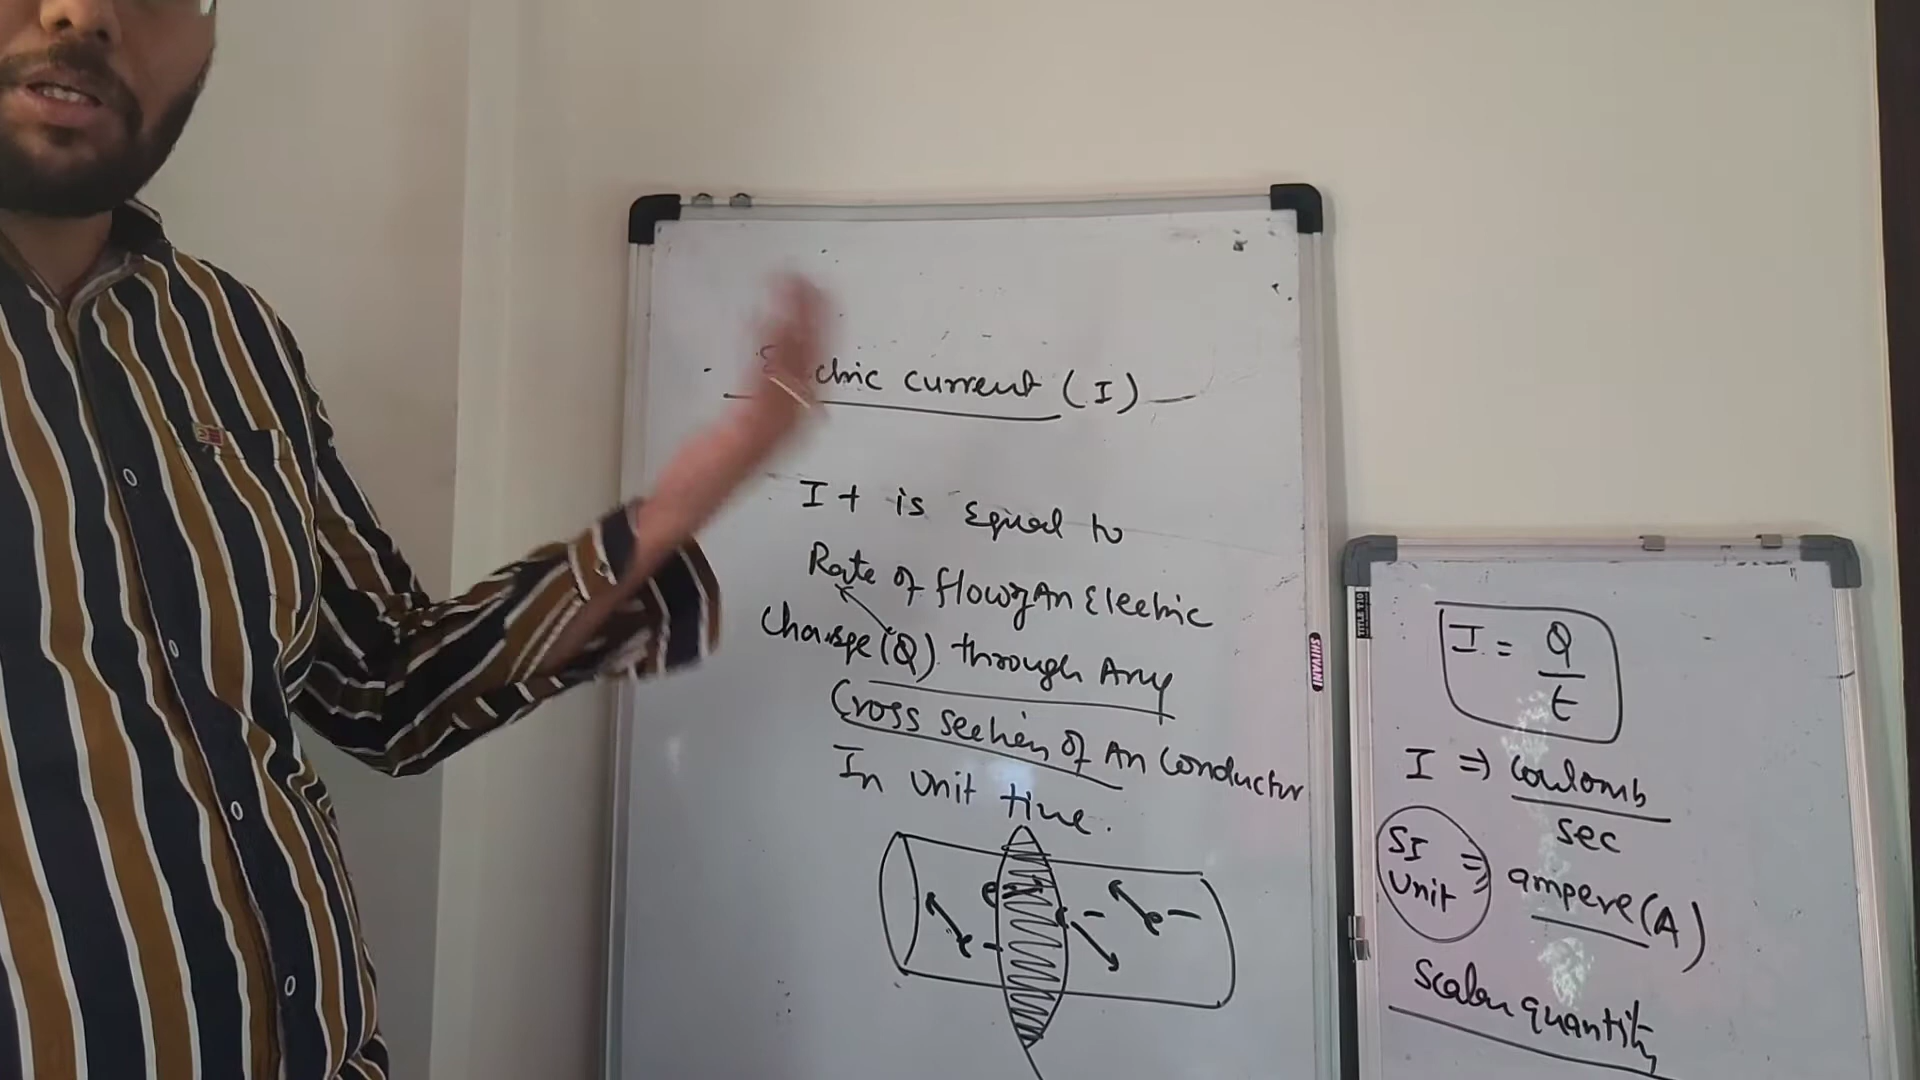 Electric current (I)
It is Equal to
Rate of flow of An Electric
Charge (Q) through Any
Cross Section of An Conductor
In Unit time.
e
e -
e -
e -
SHIVANI
I = Q
t
I => Coulomb
sec
SI Unit => ampere (A)
Scalar quantity